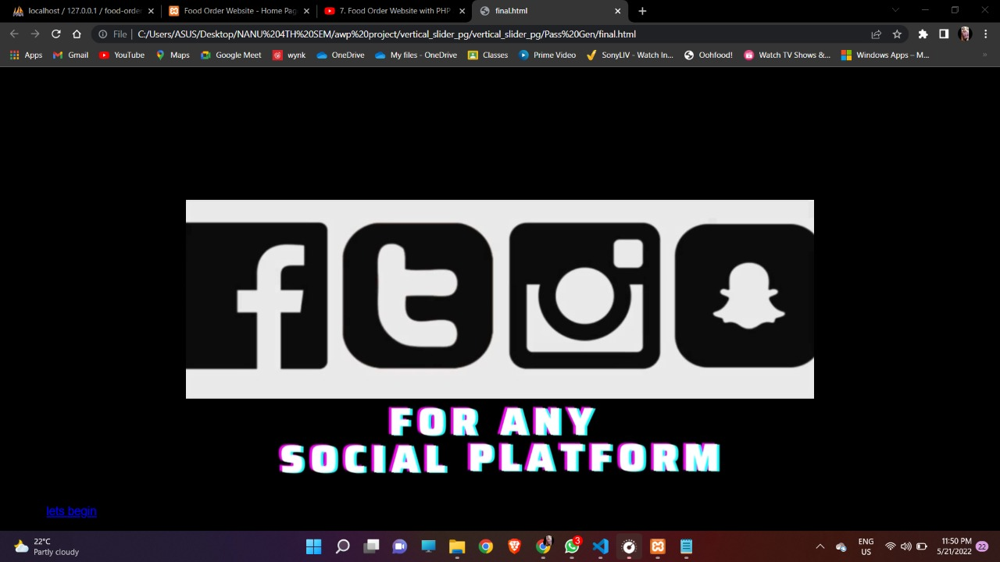 localhost / 127.0.0.1 / food-order
Food Order Website - Home Pag
7. Food Order Website with PHP
final.html
File
C:/Users/ASUS/Desktop/NANU%204TH%20SEM/awp%20project/vertical_slider_pg/vertical_slider_pg/Pass%20Gen/final.html
Apps
Gmail
YouTube
Maps
Google Meet
wyrk
OneDrive
My files - OneDrive
Classes
Prime Video
SonyLIV - Watch In...
Oohfood!
Watch TV Shows &...
Windows Apps – M...
FOR ANY
SOCIAL PLATFORM
lets begin
22°C
Partly cloudy
3
ENG
US
11:50 PM
5/21/2022
22